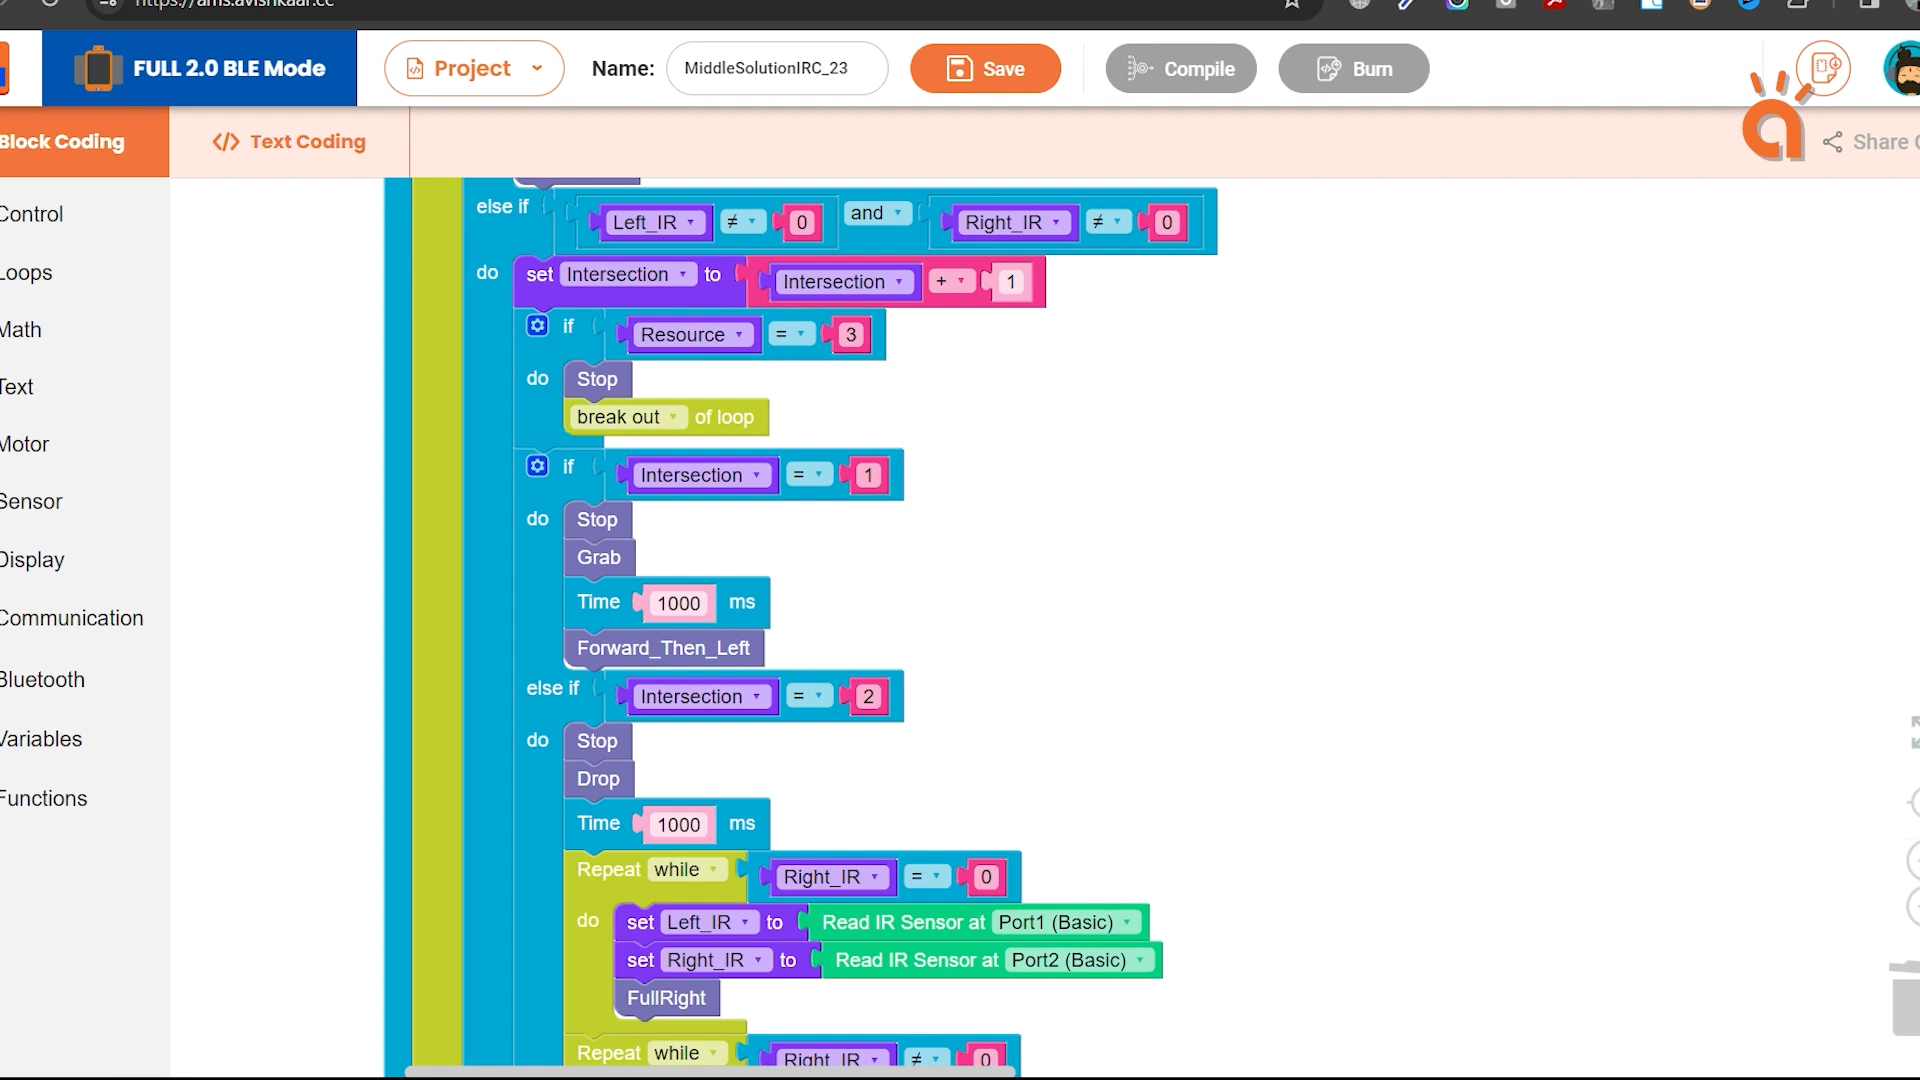 https://ams.avishkaar.cc
FULL 2.0 BLE Mode
Project
Name:
MiddleSolutionIRC_23
Save
Compile
Burn
Block Coding
</> Text Coding
Share
Control
Loops
Math
Text
Motor
Sensor
Display
Communication
Bluetooth
Variables
Functions
else if Left_IR ≠ 0 and Right_IR ≠ 0
do set Intersection to Intersection + 1
if Resource = 3
do Stop
break out of loop
if Intersection = 1
do Stop
Grab
Time 1000 ms
Forward_Then_Left
else if Intersection = 2
do Stop
Drop
Time 1000 ms
Repeat while Right_IR = 0
do set Left_IR to Read IR Sensor at Port1 (Basic)
set Right_IR to Read IR Sensor at Port2 (Basic)
FullRight
Repeat while Right_IR ≠ 0